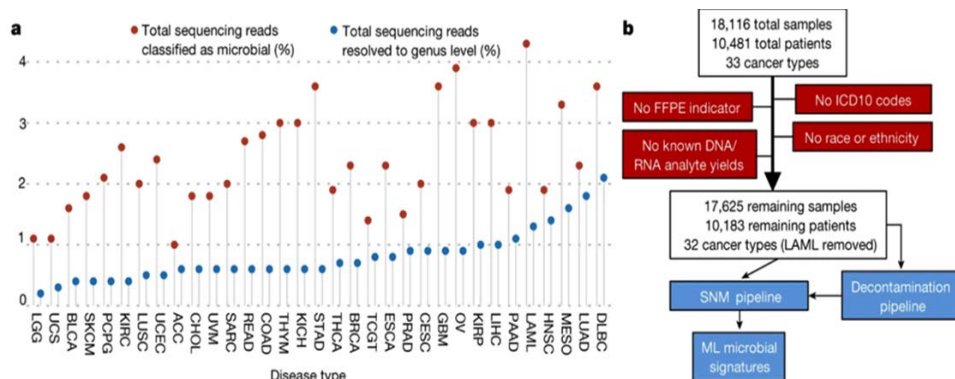 a
Total sequencing reads
classified as microbial (%)
Total sequencing reads
resolved to genus level (%)
4
3
2
1
0
LGG
UCS
BLCA
SKCM
PCPG
KIRC
LUSC
UCEC
ACC
CHOL
UVM
SARC
READ
COAD
THYM
KICH
STAD
THCA
BRCA
TCGT
ESCA
PRAD
CESC
GBM
OV
KIRP
LIHC
PAAD
LAML
HNSC
MESO
LUAD
DLBC
Disease type
b
18,116 total samples
10,481 total patients
33 cancer types
No FFPE indicator
No ICD10 codes
No known DNA/
RNA analyte yields
No race or ethnicity
17,625 remaining samples
10,183 remaining patients
32 cancer types (LAML removed)
SNM pipeline
Decontamination
pipeline
ML microbial
signatures